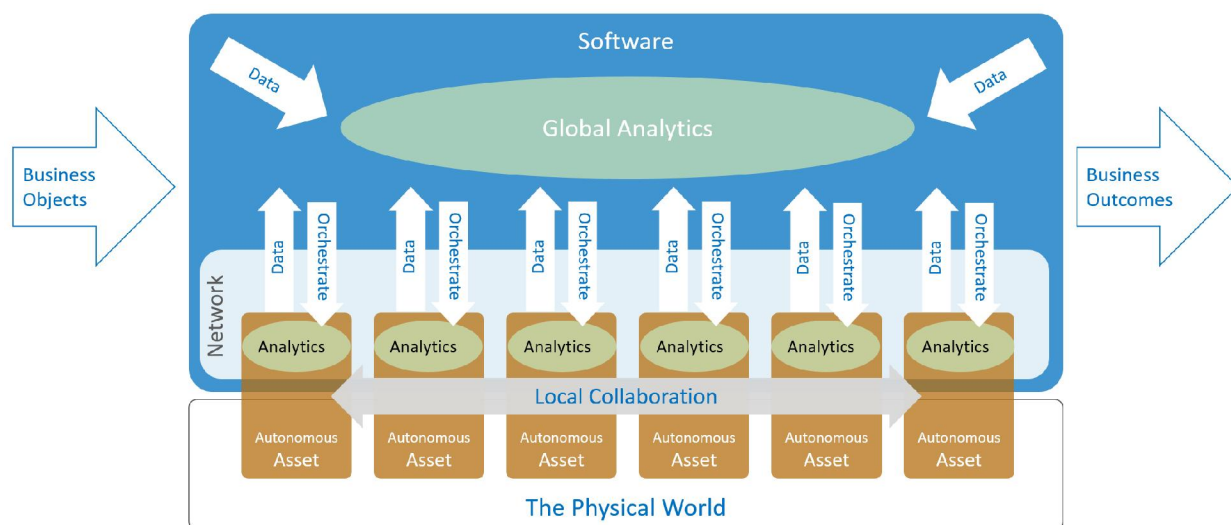 Software
Data
Data
Global Analytics
Business
Objects
Business
Outcomes
Data
Orchestrate
Data
Orchestrate
Data
Orchestrate
Data
Orchestrate
Data
Orchestrate
Data
Orchestrate
Network
Analytics
Analytics
Analytics
Analytics
Analytics
Analytics
Local Collaboration
Autonomous
Asset
Autonomous
Asset
Autonomous
Asset
Autonomous
Asset
Autonomous
Asset
Autonomous
Asset
The Physical World